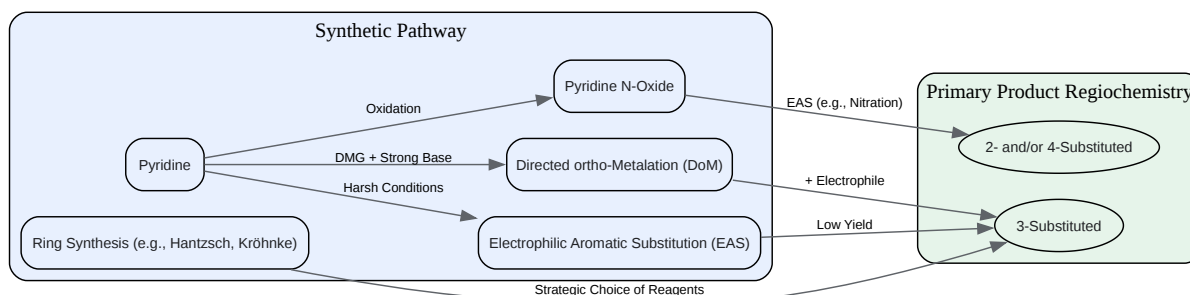 Synthetic Pathway
Primary Product Regiochemistry
Pyridine N-Oxide
Oxidation
EAS (e.g., Nitration)
2- and/or 4-Substituted
Pyridine
DMG + Strong Base
Directed ortho-Metalation (DoM)
+ Electrophile
Harsh Conditions
Ring Synthesis (e.g., Hantzsch, Kröhnke)
Electrophilic Aromatic Substitution (EAS)
Low Yield
3-Substituted
Strategic Choice of Reagents